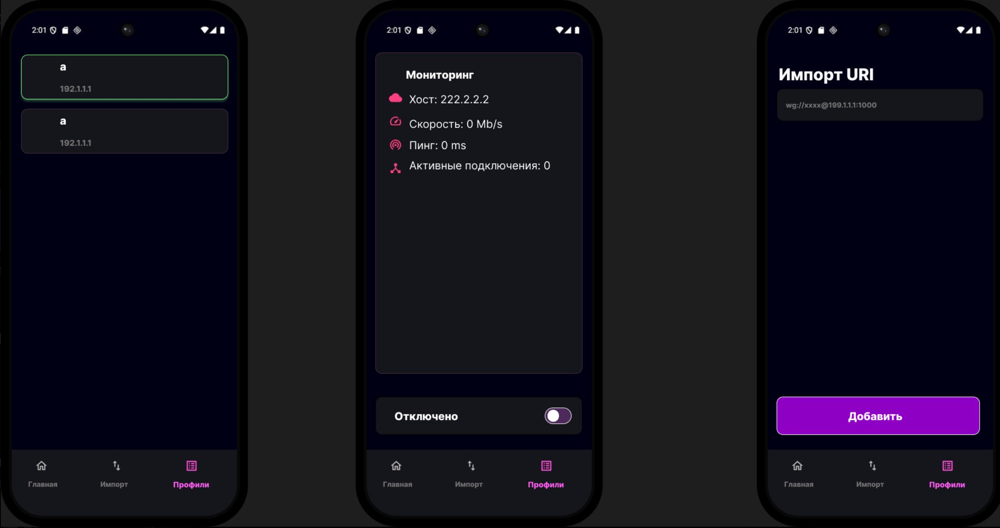 2:01
a
192.1.1.1
a
192.1.1.1
Главная
Импорт
Профили
2:01
Мониторинг
Хост: 222.2.2.2
Скорость: 0 Mb/s
Пинг: 0 ms
Активные подключения: 0
Отключено
Главная
Импорт
Профили
2:01
Импорт URI
wg://xxxx@199.1.1.1:1000
Добавить
Главная
Импорт
Профили